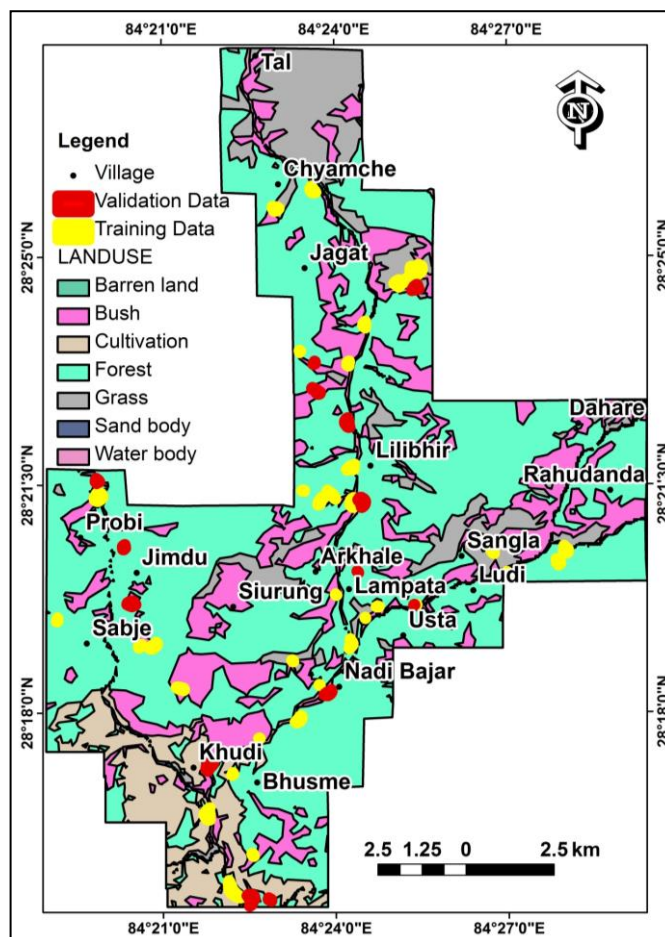 84°21'0"E 84°24'0"E 84°27'0"E
Tal
N
Legend
Village
Validation Data
Training Data
LANDUSE
Barren land
Bush
Cultivation
Forest
Grass
Sand body
Water body
Chyamche
28°25'0"N 28°25'0"N
Jagat
Dahare
Lilibhir
Rahudanda
28°21'30"N 28°21'30"N
Probi
Sangla
Jimdu
Arkhale
Ludi
Siurung
Lampata
Sabje
Usta
Nadi Bajar
28°18'0"N 28°18'0"N
Khudi
Bhusme
2.5 1.25 0 2.5 km
84°21'0"E 84°24'0"E 84°27'0"E